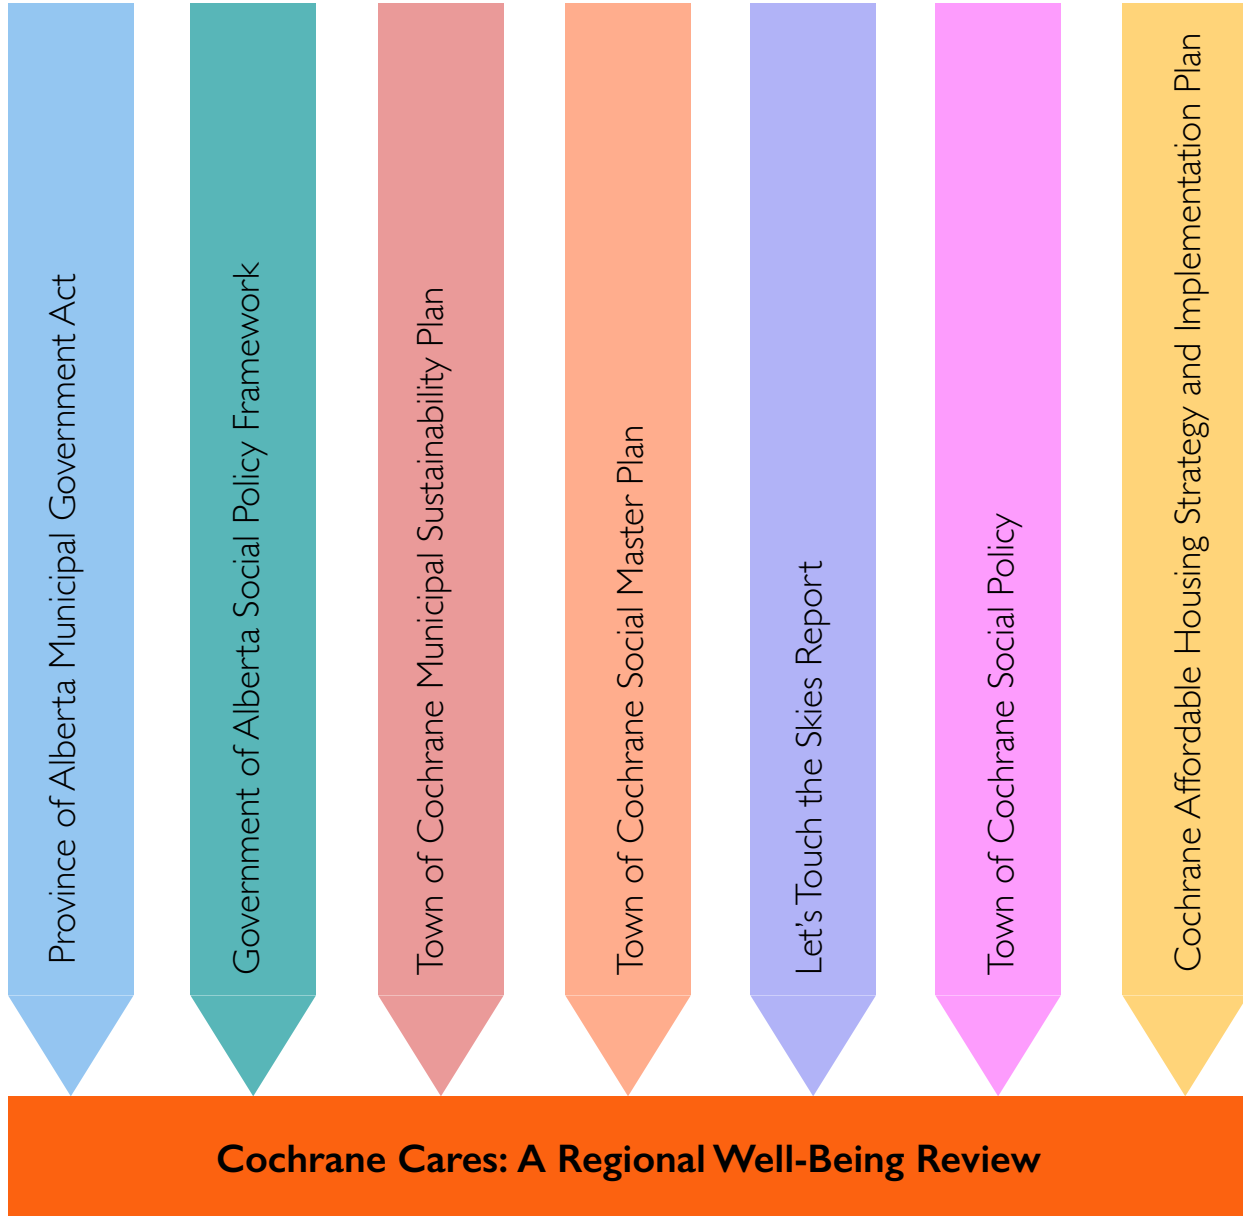 Province of Alberta Municipal Government Act
Government of Alberta Social Policy Framework
Town of Cochrane Municipal Sustainability Plan
Town of Cochrane Social Master Plan
Let's Touch the Skies Report
Town of Cochrane Social Policy
Cochrane Affordable Housing Strategy and Implementation Plan
Cochrane Cares: A Regional Well-Being Review